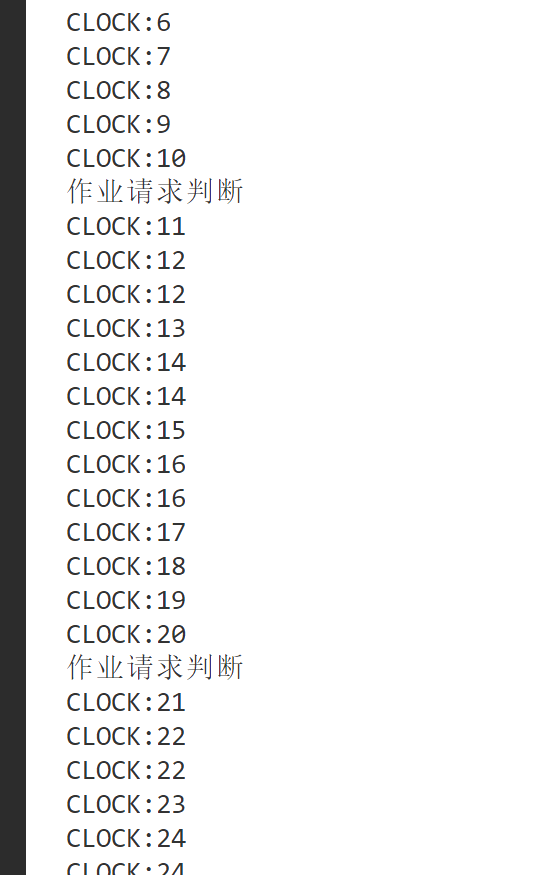 CLOCK:6
CLOCK:7
CLOCK:8
CLOCK:9
CLOCK:10
作业请求判断
CLOCK:11
CLOCK:12
CLOCK:12
CLOCK:13
CLOCK:14
CLOCK:14
CLOCK:15
CLOCK:16
CLOCK:16
CLOCK:17
CLOCK:18
CLOCK:19
CLOCK:20
作业请求判断
CLOCK:21
CLOCK:22
CLOCK:22
CLOCK:23
CLOCK:24
CLOCK:24